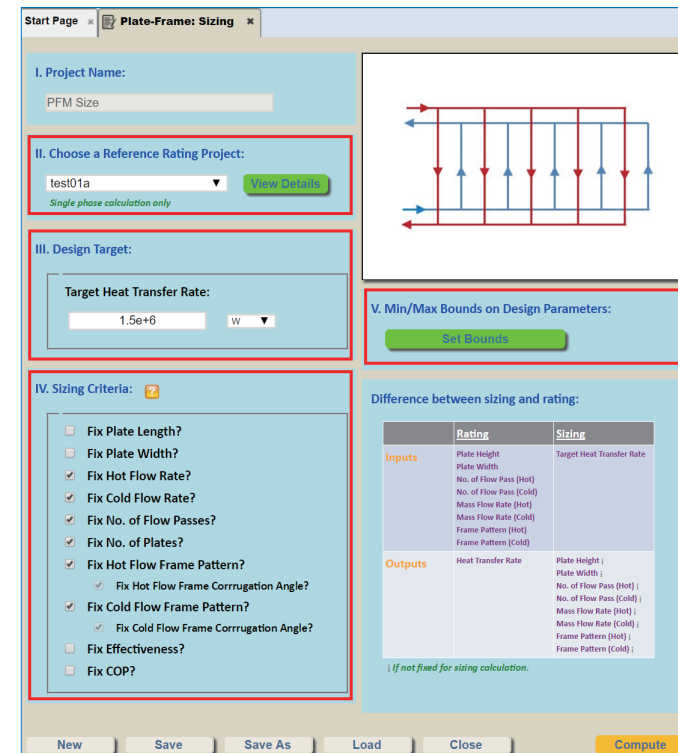 Start Page ×
Plate-Frame: Sizing ×
I. Project Name:
PFM Size
II. Choose a Reference Rating Project:
test01a ▼
View Details
Single phase calculation only
III. Design Target:
Target Heat Transfer Rate:
1.5e+6
W ▼
IV. Sizing Criteria: ?
Fix Plate Length?
Fix Plate Width?
Fix Hot Flow Rate?
Fix Cold Flow Rate?
Fix No. of Flow Passes?
Fix No. of Plates?
Fix Hot Flow Frame Pattern?
Fix Hot Flow Frame Corrrugation Angle?
Fix Cold Flow Frame Pattern?
Fix Cold Flow Frame Corrrugation Angle?
Fix Effectiveness?
Fix COP?
V. Min/Max Bounds on Design Parameters:
Set Bounds
Difference between sizing and rating:
Rating Sizing
Inputs
Plate Height
Plate Width
No. of Flow Pass (Hot)
No. of Flow Pass (Cold)
Mass Flow Rate (Hot)
Mass Flow Rate (Cold)
Frame Pattern (Hot)
Frame Pattern (Cold)
Target Heat Transfer Rate
Outputs
Heat Transfer Rate
Plate Height ¡
Plate Width ¡
No. of Flow Pass (Hot) ¡
No. of Flow Pass (Cold) ¡
Mass Flow Rate (Hot) ¡
Mass Flow Rate (Cold) ¡
Frame Pattern (Hot) ¡
Frame Pattern (Cold) ¡
¡ If not fixed for sizing calculation.
New
Save
Save As
Load
Close
Compute